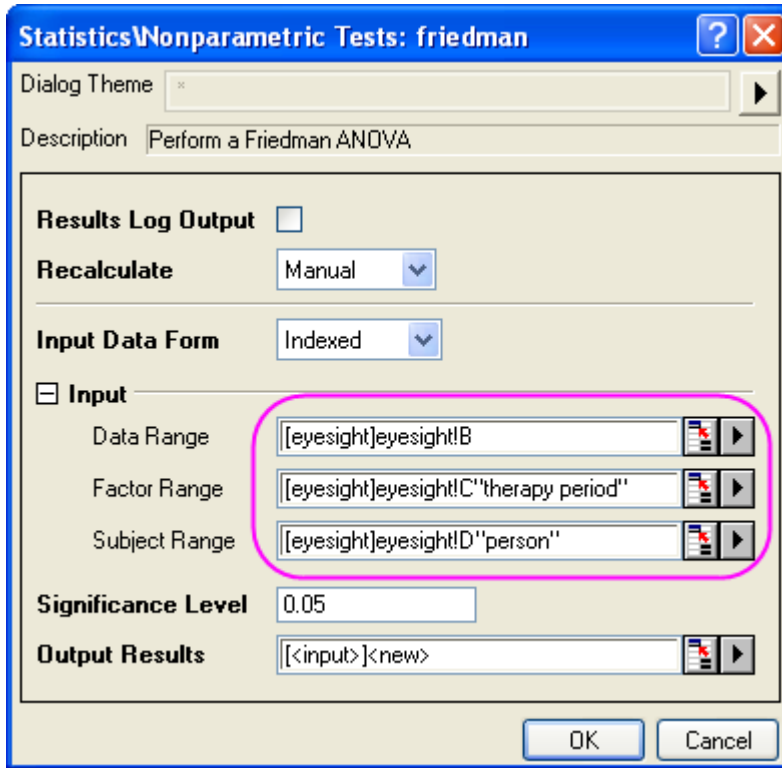 Statistics\Nonparametric Tests: friedman
Dialog Theme *
Description Perform a Friedman ANOVA
Results Log Output
Recalculate Manual
Input Data Form Indexed
Input
Data Range [eyesight]eyesight!B
Factor Range [eyesight]eyesight!C"therapy period"
Subject Range [eyesight]eyesight!D"person"
Significance Level 0.05
Output Results [<input>]<new>
OK Cancel